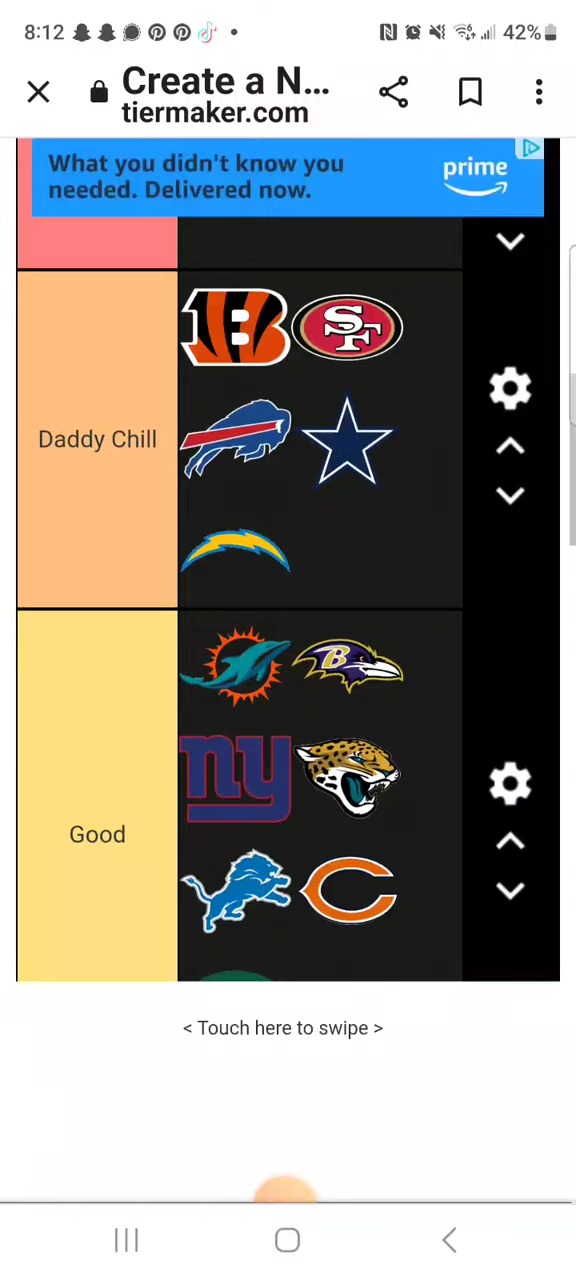 8:12
42%
Create a N...
tiermaker.com
What you didn't know you
needed. Delivered now.
prime
Daddy Chill
SF
B
Good
ny
C
< Touch here to swipe >